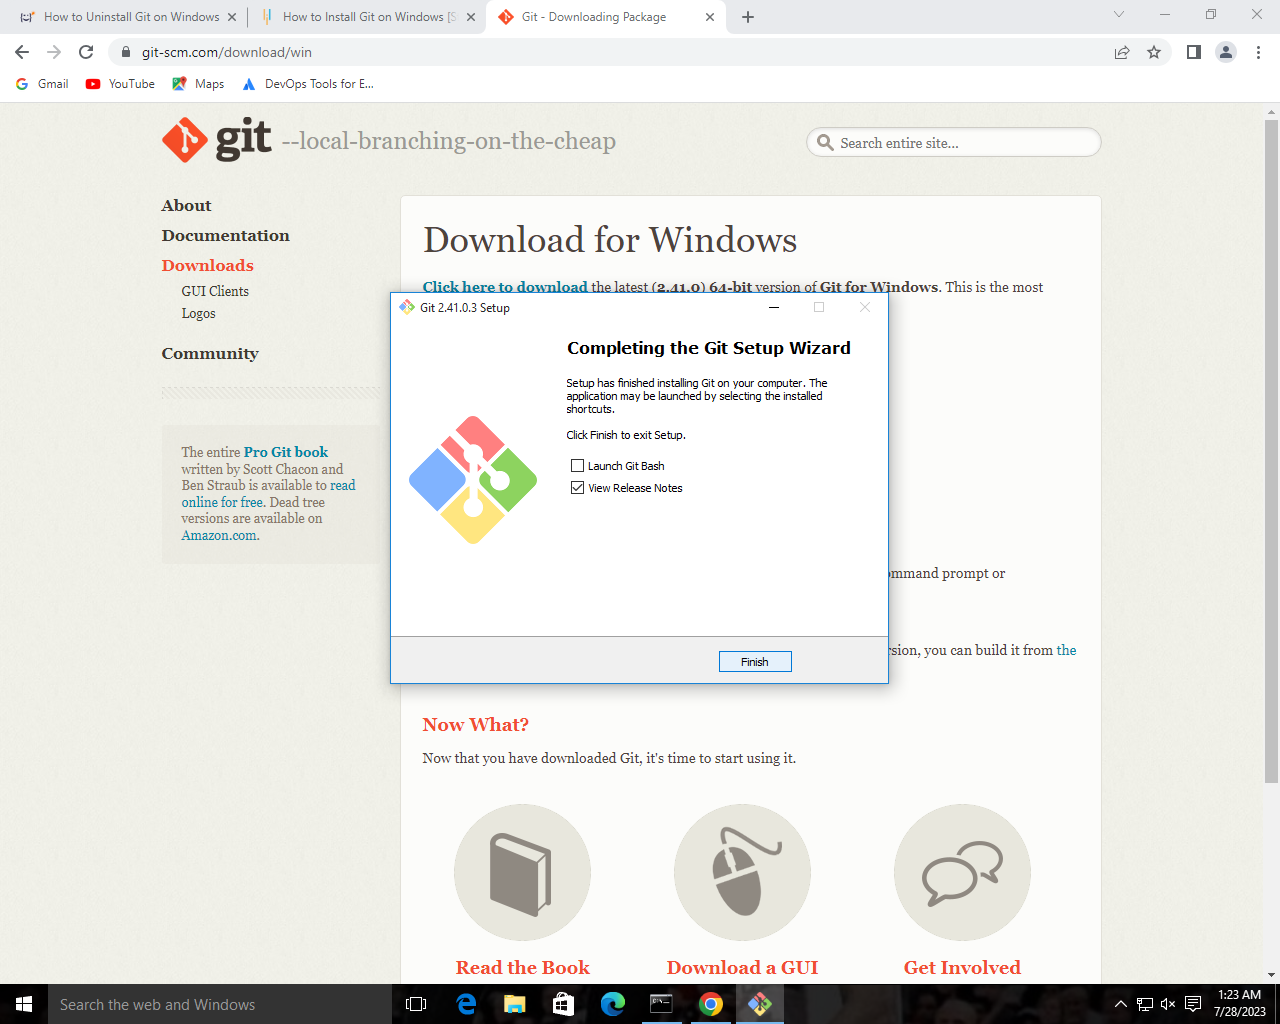 How to Uninstall Git on Windows
How to Install Git on Windows [S
Git - Downloading Package
git-scm.com/download/win
Gmail
YouTube
Maps
DevOps Tools for E...
git --local-branching-on-the-cheap
Search entire site...
About
Documentation
Downloads
GUI Clients
Logos
Community
The entire Pro Git book
written by Scott Chacon and
Ben Straub is available to read
online for free. Dead tree
versions are available on
Amazon.com.
Download for Windows
Click here to download the latest (2.41.0) 64-bit version of Git for Windows. This is the most
Git 2.41.0.3 Setup
Completing the Git Setup Wizard
Setup has finished installing Git on your computer. The
application may be launched by selecting the installed
shortcuts.
Click Finish to exit Setup.
Launch Git Bash
View Release Notes
Finish
ommand prompt or
rsion, you can build it from the
Now What?
Now that you have downloaded Git, it's time to start using it.
Read the Book
Download a GUI
Get Involved
Search the web and Windows
1:23 AM
7/28/2023